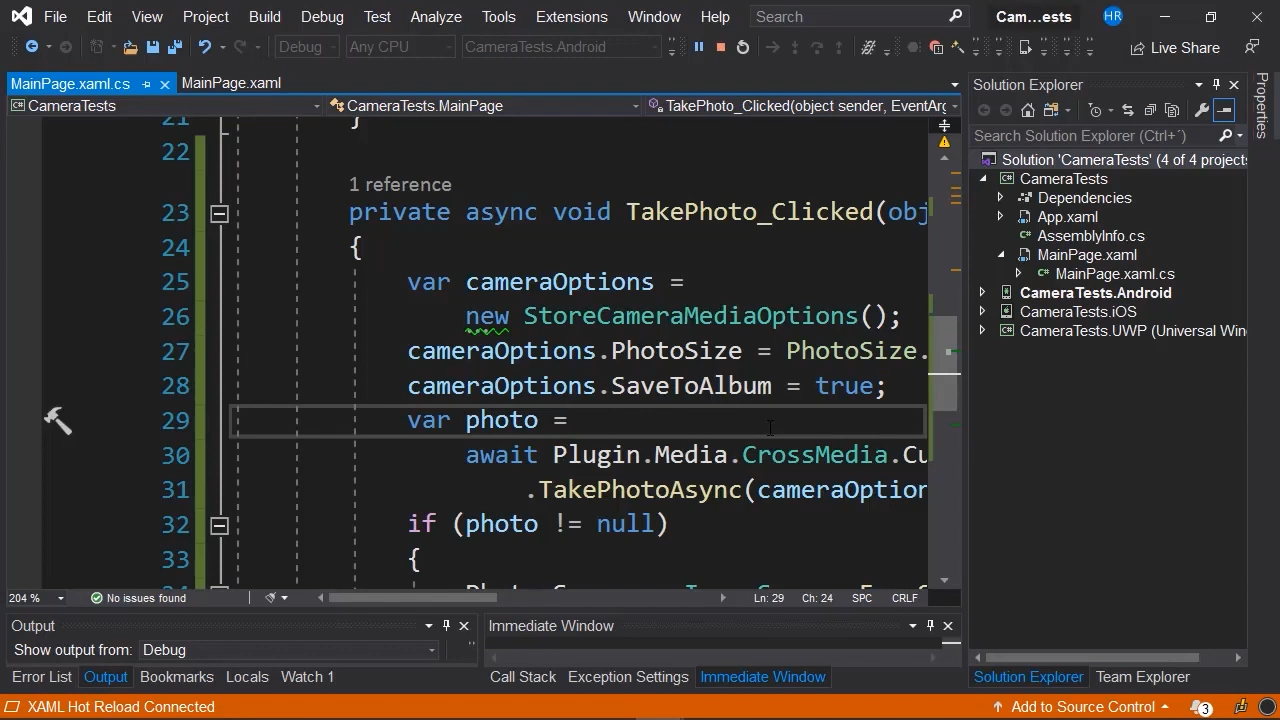 File Edit View Project Build Debug Test Analyze Tools Extensions Window Help Search Cam...ests HR
Debug Any CPU CameraTests.Android Live Share
MainPage.xaml.cs MainPage.xaml
CameraTests CameraTests.MainPage TakePhoto_Clicked(object sender, EventArg
21 }
22
1 reference
23 private async void TakePhoto_Clicked(obj
24 {
25 var cameraOptions =
26 new StoreCameraMediaOptions();
27 cameraOptions.PhotoSize = PhotoSize.
28 cameraOptions.SaveToAlbum = true;
29 var photo =
30 await Plugin.Media.CrossMedia.Cu
31 .TakePhotoAsync(cameraOption
32 if (photo != null)
33 {
204 % No issues found Ln: 29 Ch: 24 SPC CRLF
Output
Show output from: Debug
Error List Output Bookmarks Locals Watch 1
Immediate Window
Call Stack Exception Settings Immediate Window
Solution Explorer
Search Solution Explorer (Ctrl+´)
Solution 'CameraTests' (4 of 4 projects
CameraTests
Dependencies
App.xaml
AssemblyInfo.cs
MainPage.xaml
MainPage.xaml.cs
CameraTests.Android
CameraTests.iOS
CameraTests.UWP (Universal Win
Solution Explorer Team Explorer
Properties
XAML Hot Reload Connected Add to Source Control 3